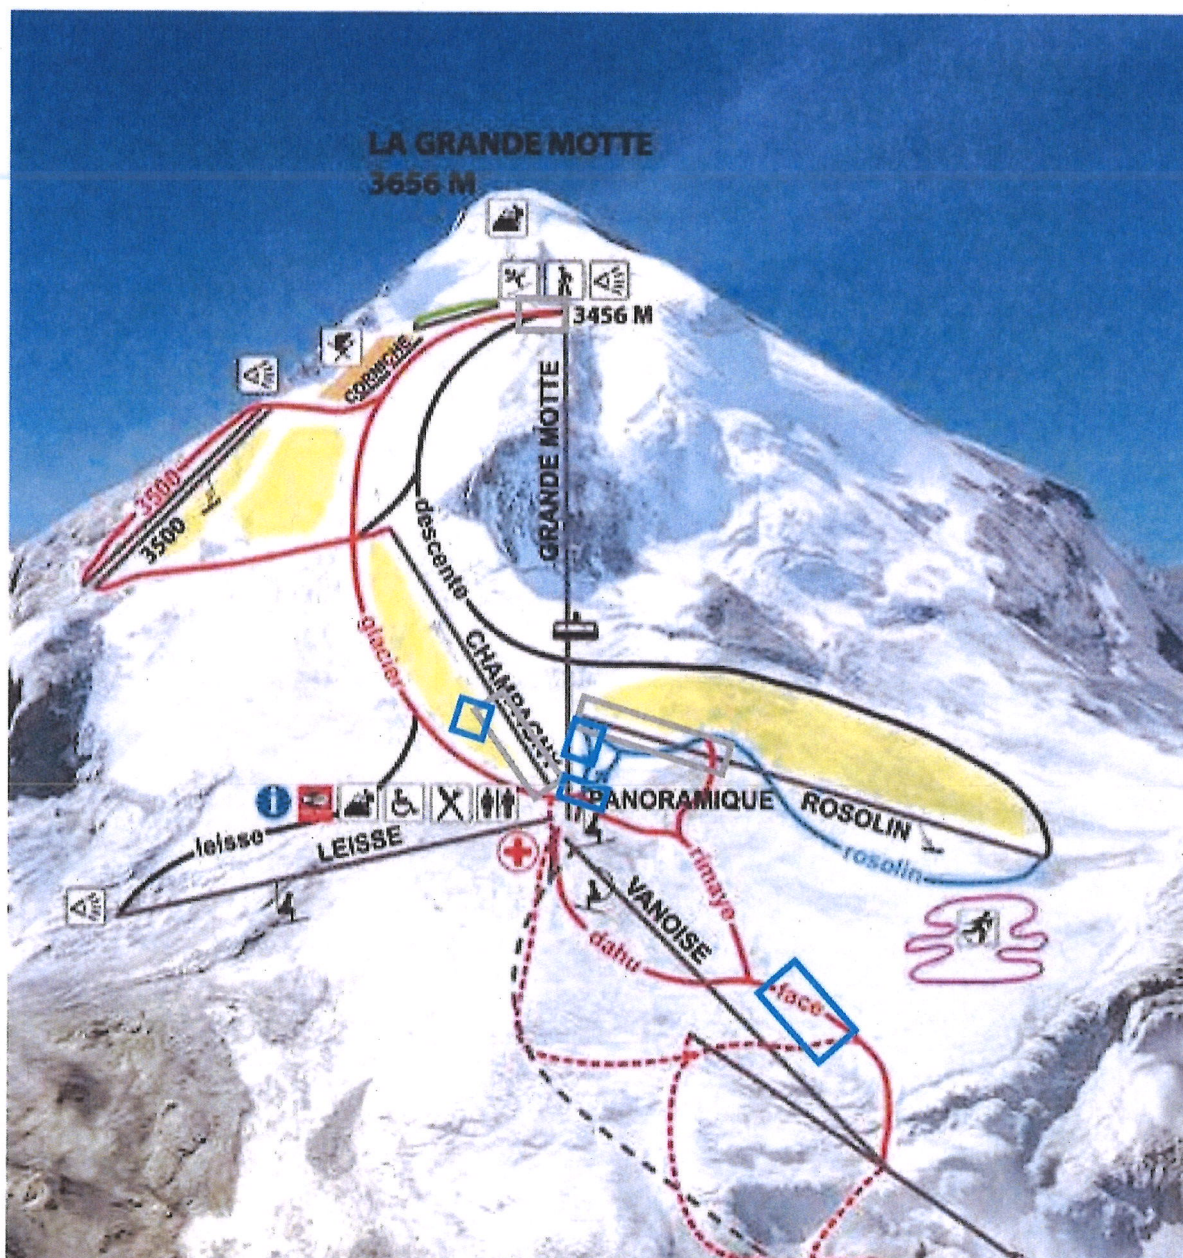 LA GRANDE MOTTE
3656 M
3456 M
CORNICHE
GRANDE MOTTE
3500
3500
descente
glacier
CHAMPAGNY
i
PANORAMIQUE
ROSOLIN
leisse
LEISSE
rosolin
rimaye
VANOISE
dahu
face